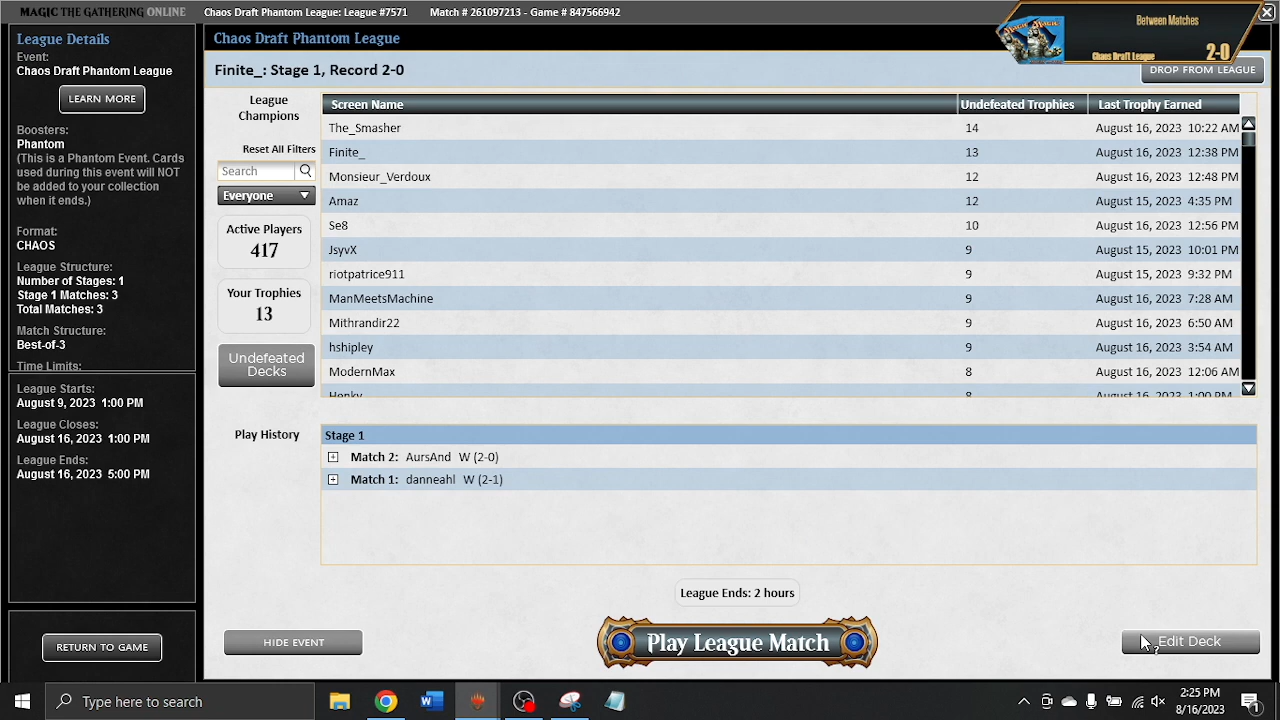 MAGIC THE GATHERING ONLINE
Chaos Draft Phantom League: League #7571
Match # 261097213 - Game # 847566942
Between Matches
Chaos Draft League
2-0
DROP FROM LEAGUE
League Details
Event:
Chaos Draft Phantom League
LEARN MORE
Boosters:
Phantom
(This is a Phantom Event. Cards
used during this event will NOT
be added to your collection
when it ends.)
Format:
CHAOS
League Structure:
Number of Stages: 1
Stage 1 Matches: 3
Total Matches: 3
Match Structure:
Best-of-3
Time Limits:
League Starts:
August 9, 2023 1:00 PM
League Closes:
August 16, 2023 1:00 PM
League Ends:
August 16, 2023 5:00 PM
RETURN TO GAME
Chaos Draft Phantom League
Finite_: Stage 1, Record 2-0
League
Champions
Reset All Filters
Search
Everyone
Active Players
417
Your Trophies
13
Undefeated
Decks
Screen Name Undefeated Trophies Last Trophy Earned
The_Smasher 14 August 16, 2023 10:22 AM
Finite_ 13 August 16, 2023 12:38 PM
Monsieur_Verdoux 12 August 16, 2023 12:48 PM
Amaz 12 August 15, 2023 4:35 PM
Se8 10 August 16, 2023 12:56 PM
JsyvX 9 August 15, 2023 10:01 PM
riotpatrice911 9 August 15, 2023 9:32 PM
ManMeetsMachine 9 August 16, 2023 7:28 AM
Mithrandir22 9 August 16, 2023 6:50 AM
hshipley 9 August 16, 2023 3:54 AM
ModernMax 8 August 16, 2023 12:06 AM
Henky 8 August 16, 2023 1:00 PM
Play History
Stage 1
Match 2: AursAnd W (2-0)
Match 1: danneahl W (2-1)
League Ends: 2 hours
HIDE EVENT
Play League Match
Edit Deck
Type here to search
2:25 PM
8/16/2023
1